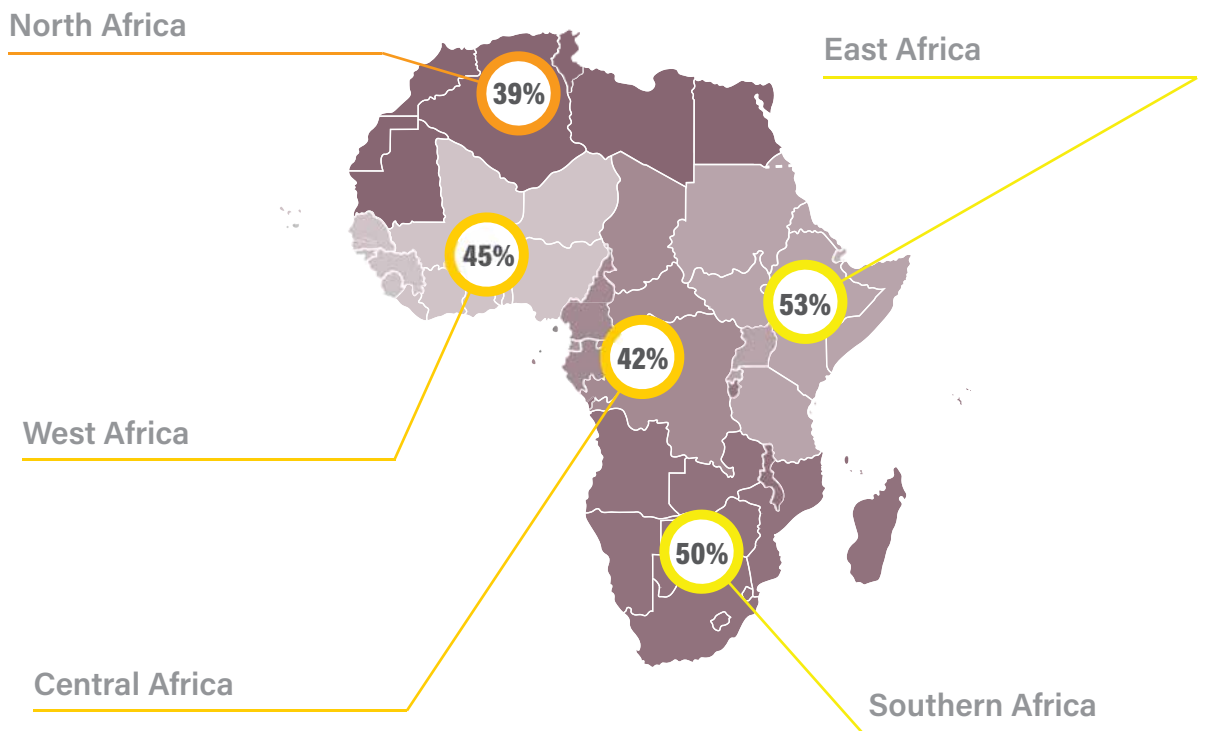 North Africa
East Africa
39%
45%
53%
42%
West Africa
50%
Central Africa
Southern Africa